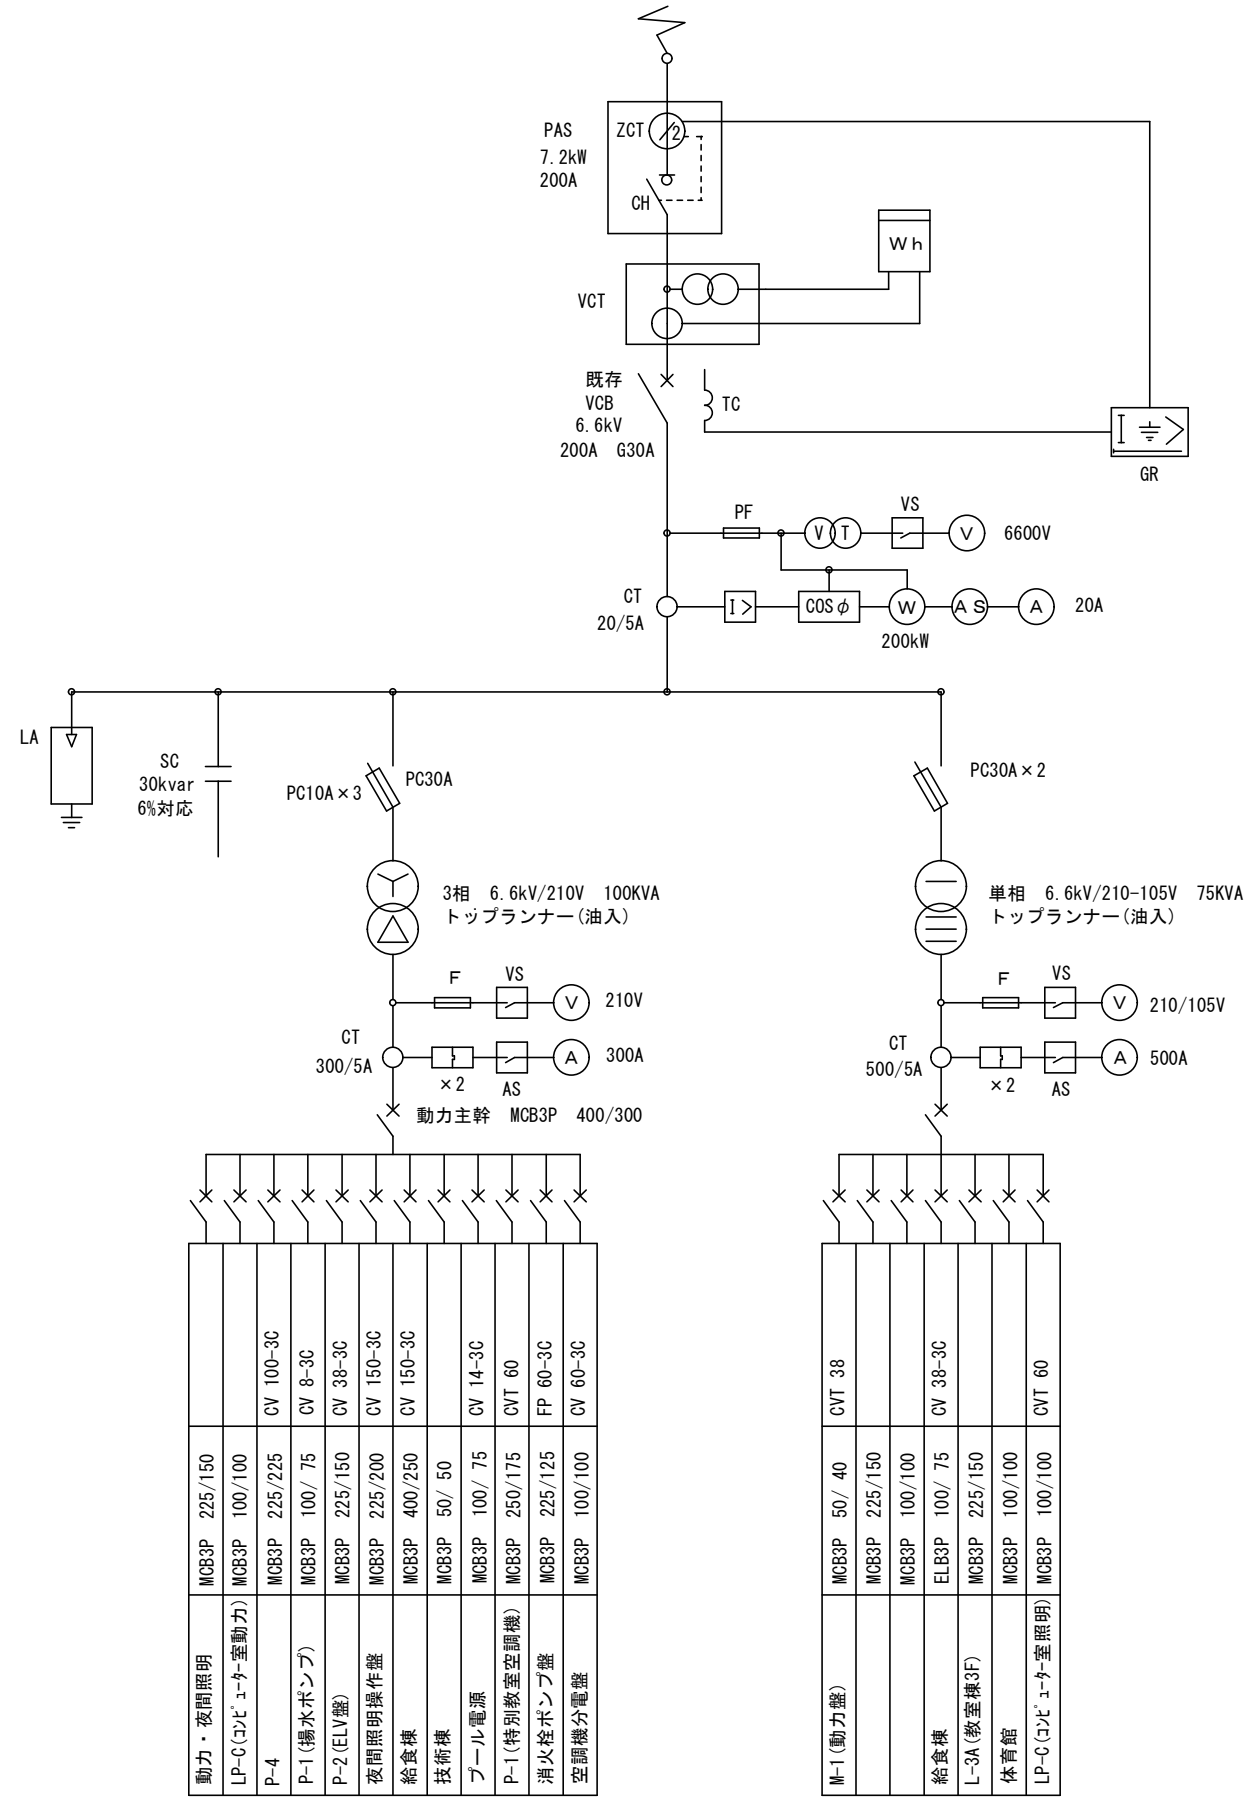 PAS
7.2kW
200A
ZCT
2
CH
Wh
VCT
既存
VCB
6.6kV
200A G30A
TC
I >
GR
PF
V T
VS
V
6600V
CT
20/5A
I >
COSφ
W
200kW
AS
A
20A
LA
SC
30kvar
6%対応
PC10A×3
PC30A
PC30A×2
3相 6.6kV/210V 100KVA
トップランナー(油入)
単相 6.6kV/210-105V 75KVA
トップランナー(油入)
F
VS
V
210V
CT
300/5A
×2
AS
A
300A
動力主幹 MCB3P 400/300
F
VS
V
210/105V
CT
500/5A
×2
AS
A
500A
動力・夜間照明 MCB3P 225/150
LP-C(ｺﾝﾋﾟｭｰﾀｰ室動力) MCB3P 100/100
P-4 MCB3P 225/225 CV 100-3C
P-1(揚水ポンプ) MCB3P 100/ 75 CV 8-3C
P-2(ELV盤) MCB3P 225/150 CV 38-3C
夜間照明操作盤 MCB3P 225/200 CV 150-3C
給食棟 MCB3P 400/250 CV 150-3C
技術棟 MCB3P 50/ 50
プール電源 MCB3P 100/ 75 CV 14-3C
P-1(特別教室空調機) MCB3P 250/175 CVT 60
消火栓ポンプ盤 MCB3P 225/125 FP 60-3C
空調機分電盤 MCB3P 100/100 CV 60-3C
M-1(動力盤) MCB3P 50/ 40 CVT 38
MCB3P 225/150
MCB3P 100/100
給食棟 ELB3P 100/ 75 CV 38-3C
L-3A(教室棟3F) MCB3P 225/150
体育館 MCB3P 100/100
LP-C(ｺﾝﾋﾟｭｰﾀｰ室照明) MCB3P 100/100 CVT 60